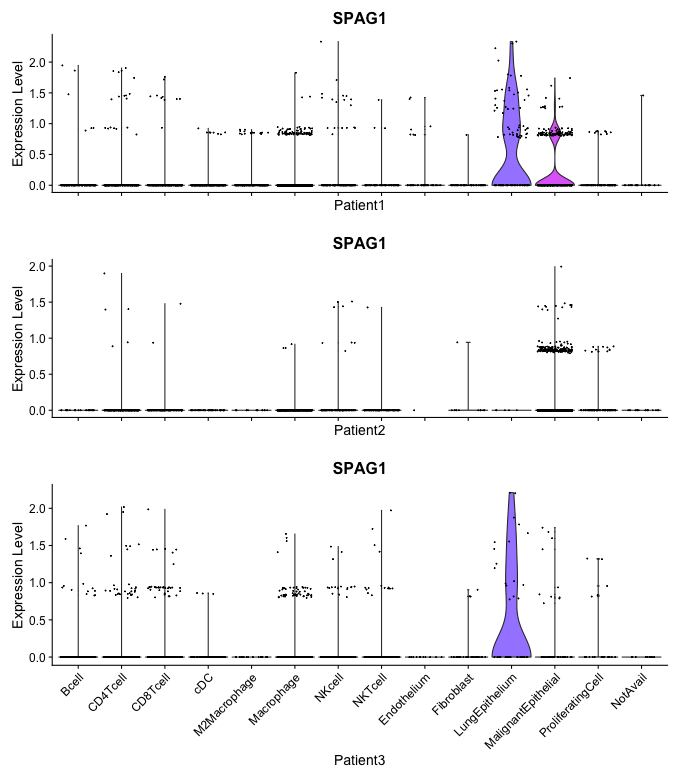 SPAG1
Expression Level
2.0
1.5
1.0
0.5
0.0
Patient1
SPAG1
Expression Level
2.0
1.5
1.0
0.5
0.0
Patient2
SPAG1
Expression Level
2.0
1.5
1.0
0.5
0.0
Bcell
CD4Tcell
CD8Tcell
cDC
M2Macrophage
Macrophage
NKcell
NKTcell
Endothelium
Fibroblast
LungEpithelium
MalignantEpithelial
ProliferatingCell
NotAvail
Patient3